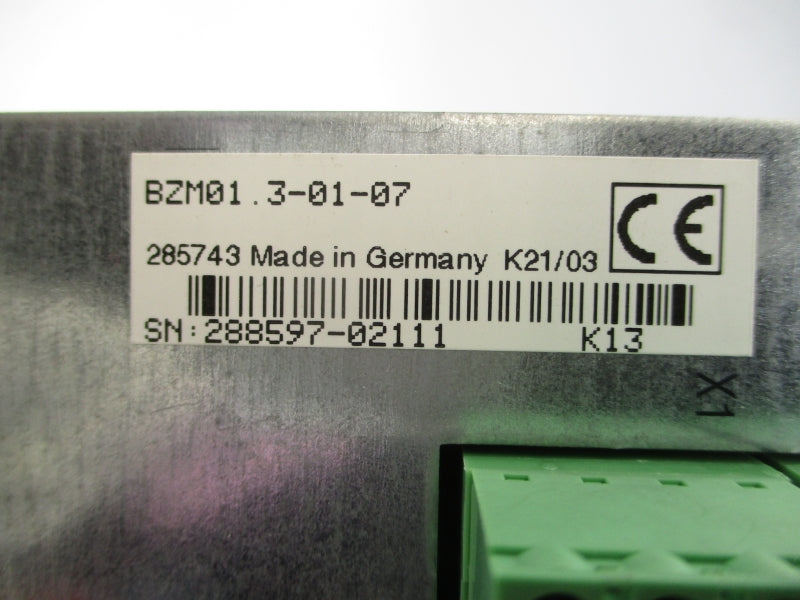 BZM01.3-01-07
CE
285743 Made in Germany K21/03
SN:288597-02111 K13
X1